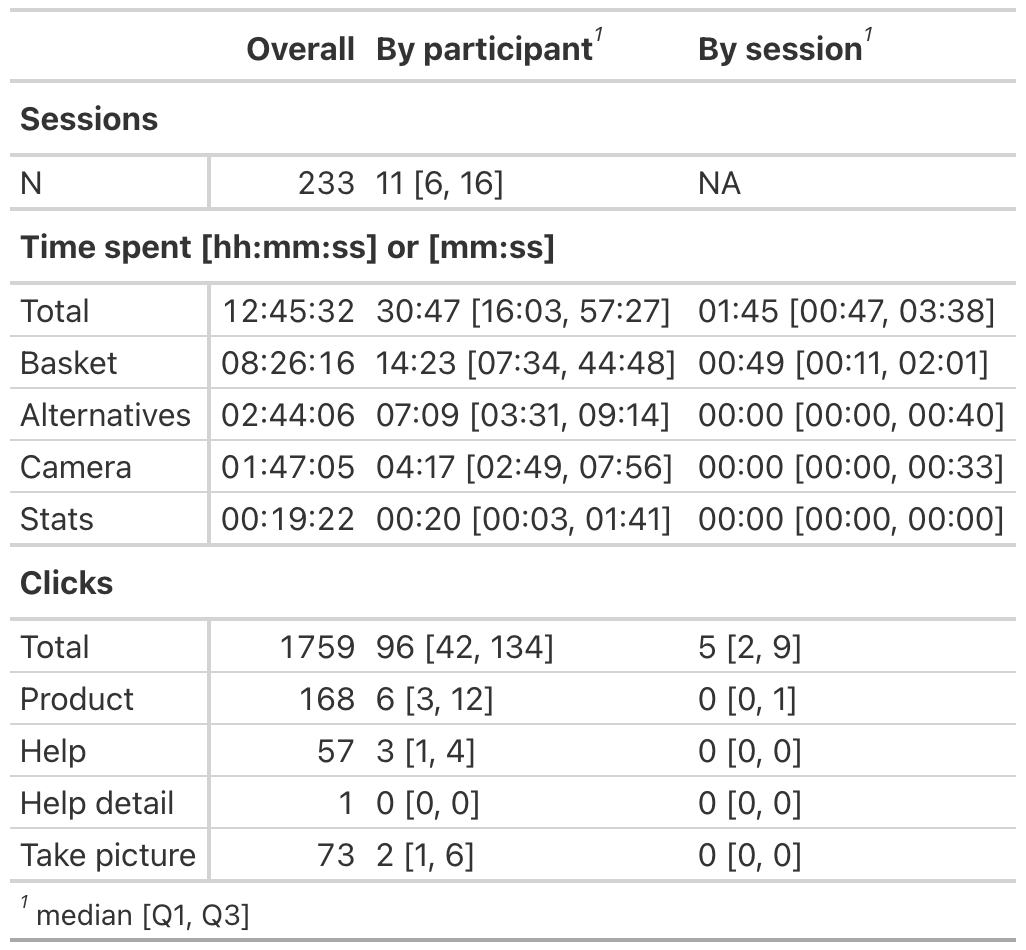 Overall By participant1 By session1
Sessions
N 233 11 [6, 16] NA
Time spent [hh:mm:ss] or [mm:ss]
Total 12:45:32 30:47 [16:03, 57:27] 01:45 [00:47, 03:38]
Basket 08:26:16 14:23 [07:34, 44:48] 00:49 [00:11, 02:01]
Alternatives 02:44:06 07:09 [03:31, 09:14] 00:00 [00:00, 00:40]
Camera 01:47:05 04:17 [02:49, 07:56] 00:00 [00:00, 00:33]
Stats 00:19:22 00:20 [00:03, 01:41] 00:00 [00:00, 00:00]
Clicks
Total 1759 96 [42, 134] 5 [2, 9]
Product 168 6 [3, 12] 0 [0, 1]
Help 57 3 [1, 4] 0 [0, 0]
Help detail 1 0 [0, 0] 0 [0, 0]
Take picture 73 2 [1, 6] 0 [0, 0]
1 median [Q1, Q3]